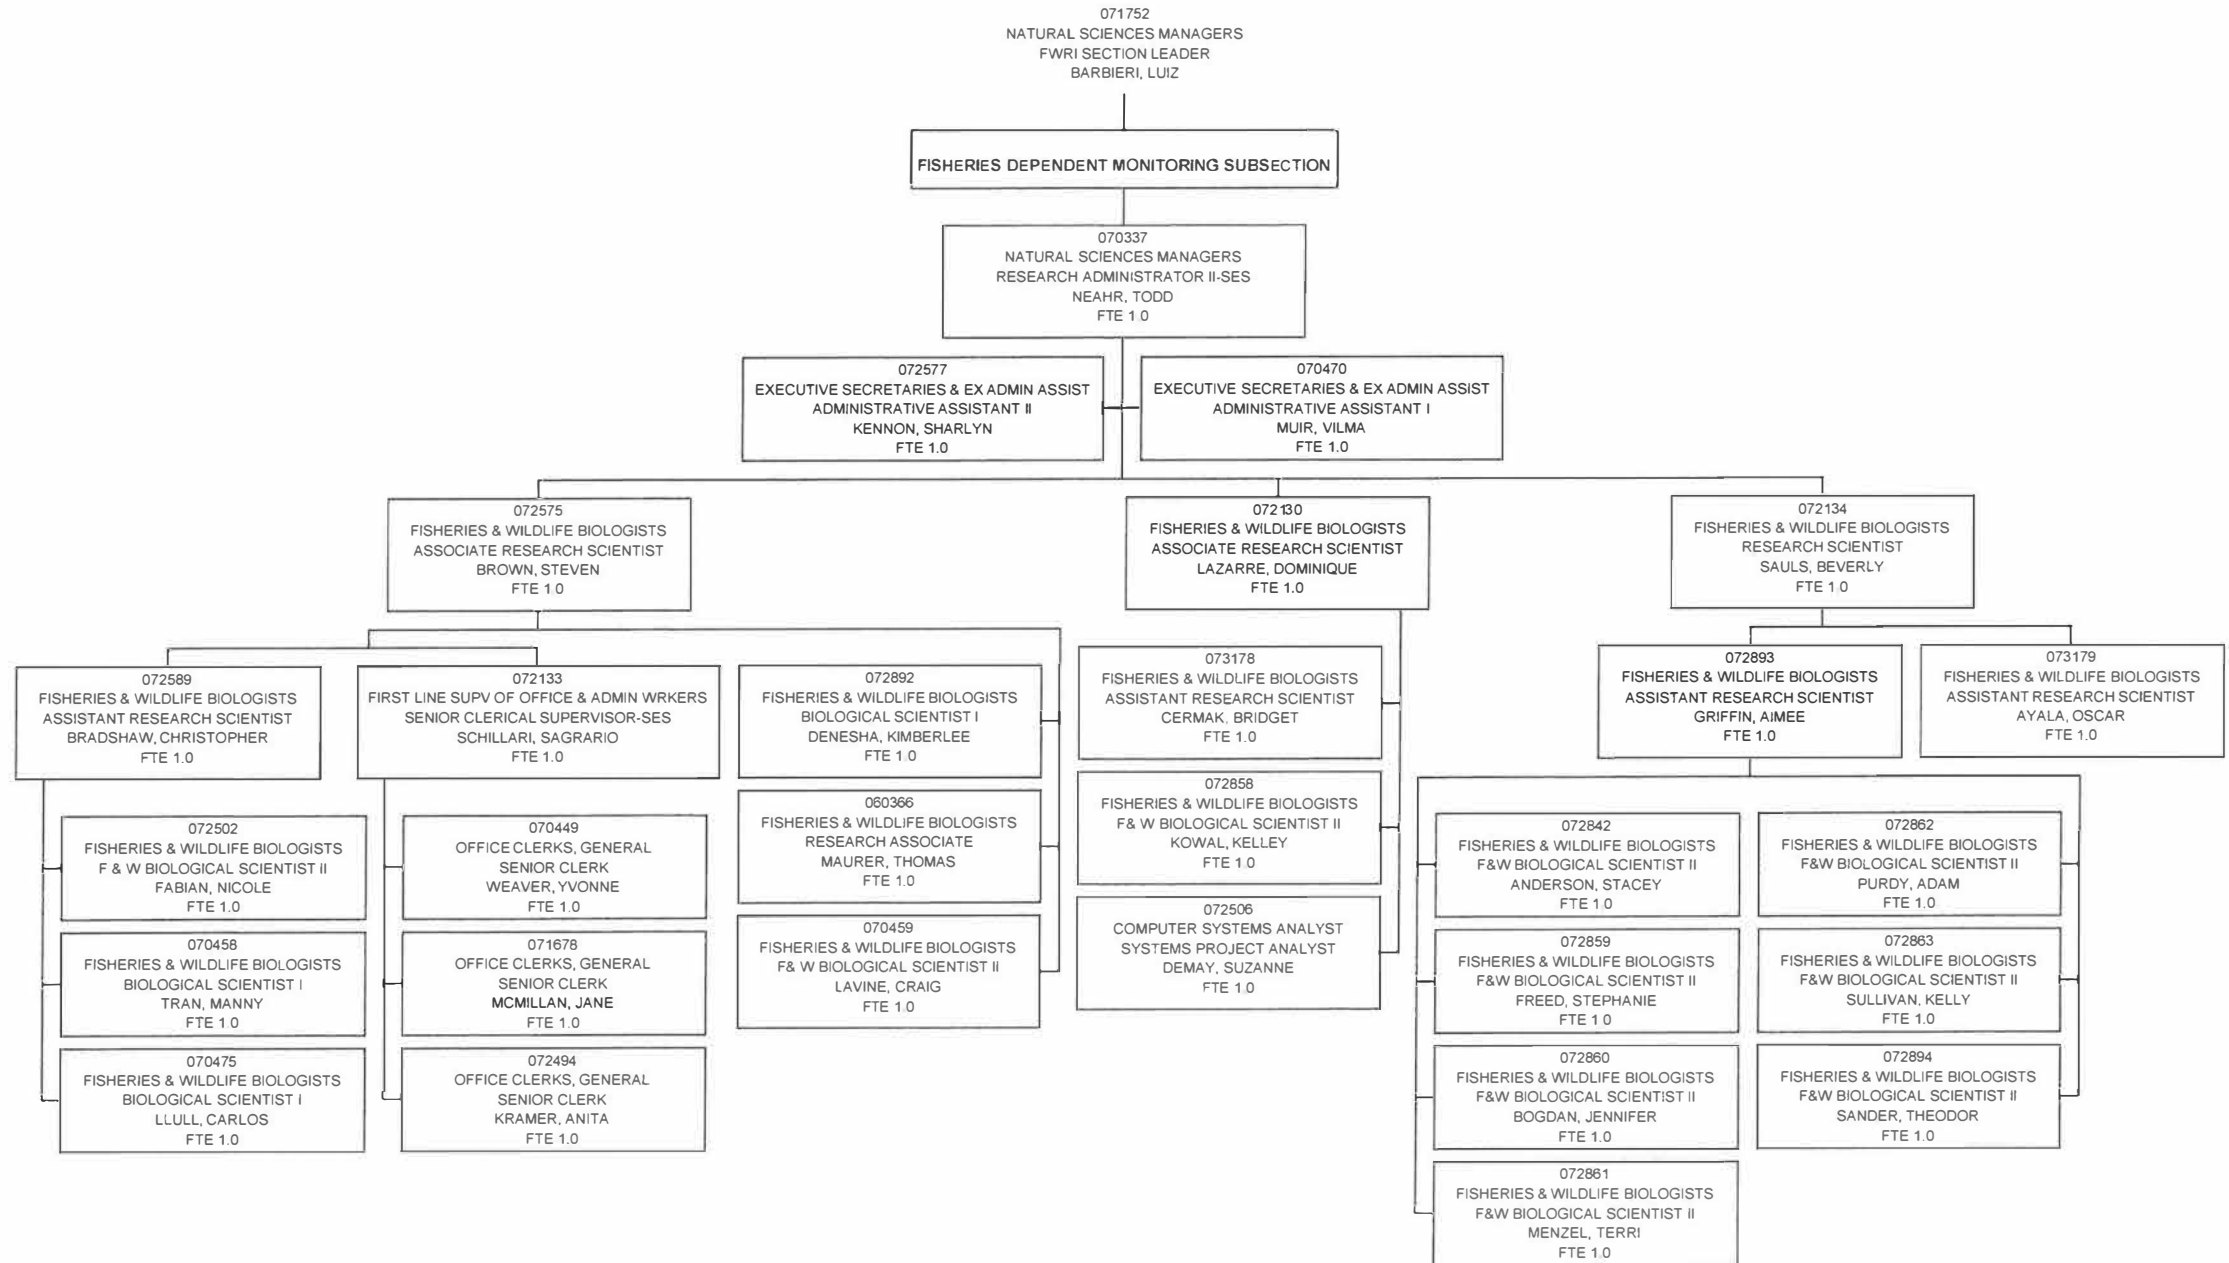 071752
NATURAL SCIENCES MANAGERS
FWRI SECTION LEADER
BARBIERI, LUIZ
FISHERIES DEPENDENT MONITORING SUBSECTION
070337
NATURAL SCIENCES MANAGERS
RESEARCH ADMINISTRATOR II-SES
NEAHR, TODD
FTE 1 0
072577
EXECUTIVE SECRETARIES & EX ADMIN ASSIST
ADMINISTRATIVE ASSISTANT II
KENNON, SHARLYN
FTE 1.0
070470
EXECUTIVE SECRETARIES & EX ADMIN ASSIST
ADMINISTRATIVE ASSISTANT I
MUIR, VILMA
FTE 1.0
072575
FISHERIES & WILDLIFE BIOLOGISTS
ASSOCIATE RESEARCH SCIENTIST
BROWN, STEVEN
FTE 1 0
072130
FISHERIES & WILDLIFE BIOLOGISTS
ASSOCIATE RESEARCH SCIENTIST
LAZARRE, DOMINIQUE
FTE 1.0
072134
FISHERIES & WILDLIFE BIOLOGISTS
RESEARCH SCIENTIST
SAULS, BEVERLY
FTE 1 0
072589
FISHERIES & WILDLIFE BIOLOGISTS
ASSISTANT RESEARCH SCIENTIST
BRADSHAW, CHRISTOPHER
FTE 1.0
072133
FIRST LINE SUPV OF OFFICE & ADMIN WRKERS
SENIOR CLERICAL SUPERVISOR-SES
SCHILLARI, SAGRARIO
FTE 1.0
072892
FISHERIES & WILDLIFE BIOLOGISTS
BIOLOGICAL SCIENTIST I
DENESHA, KIMBERLEE
FTE 1.0
073178
FISHERIES & WILDLIFE BIOLOGISTS
ASSISTANT RESEARCH SCIENTIST
CERMAK, BRIDGET
FTE 1.0
072893
FISHERIES & WILDLIFE BIOLOGISTS
ASSISTANT RESEARCH SCIENTIST
GRIFFIN, AIMEE
FTE 1.0
073179
FISHERIES & WILDLIFE BIOLOGISTS
ASSISTANT RESEARCH SCIENTIST
AYALA, OSCAR
FTE 1.0
072502
FISHERIES & WILDLIFE BIOLOGISTS
F & W BIOLOGICAL SCIENTIST II
FABIAN, NICOLE
FTE 1.0
070458
FISHERIES & WILDLIFE BIOLOGISTS
BIOLOGICAL SCIENTIST I
TRAN, MANNY
FTE 1.0
070475
FISHERIES & WILDLIFE BIOLOGISTS
BIOLOGICAL SCIENTIST I
LLULL, CARLOS
FTE 1.0
070449
OFFICE CLERKS, GENERAL
SENIOR CLERK
WEAVER, YVONNE
FTE 1.0
071678
OFFICE CLERKS, GENERAL
SENIOR CLERK
MCMILLAN, JANE
FTE 1.0
072494
OFFICE CLERKS, GENERAL
SENIOR CLERK
KRAMER, ANITA
FTE 1.0
060366
FISHERIES & WILDLIFE BIOLOGISTS
RESEARCH ASSOCIATE
MAURER, THOMAS
FTE 1.0
070459
FISHERIES & WILDLIFE BIOLOGISTS
F& W BIOLOGICAL SCIENTIST II
LAVINE, CRAIG
FTE 1.0
072858
FISHERIES & WILDLIFE BIOLOGISTS
F& W BIOLOGICAL SCIENTIST II
KOWAL, KELLEY
FTE 1.0
072506
COMPUTER SYSTEMS ANALYST
SYSTEMS PROJECT ANALYST
DEMAY, SUZANNE
FTE 1.0
072842
FISHERIES & WILDLIFE BIOLOGISTS
F&W BIOLOGICAL SCIENTIST II
ANDERSON, STACEY
FTE 1.0
072862
FISHERIES & WILDLIFE BIOLOGISTS
F&W BIOLOGICAL SCIENTIST II
PURDY, ADAM
FTE 1.0
072859
FISHERIES & WILDLIFE BIOLOGISTS
F&W BIOLOGICAL SCIENTIST II
FREED, STEPHANIE
FTE 1 0
072863
FISHERIES & WILDLIFE BIOLOGISTS
F&W BIOLOGICAL SCIENTIST II
SULLIVAN, KELLY
FTE 1.0
072860
FISHERIES & WILDLIFE BIOLOGISTS
F&W BIOLOGICAL SCIENTIST II
BOGDAN, JENNIFER
FTE 1.0
072894
FISHERIES & WILDLIFE BIOLOGISTS
F&W BIOLOGICAL SCIENTIST II
SANDER, THEODOR
FTE 1.0
072861
FISHERIES & WILDLIFE BIOLOGISTS
F&W BIOLOGICAL SCIENTIST II
MENZEL, TERRI
FTE 1 0